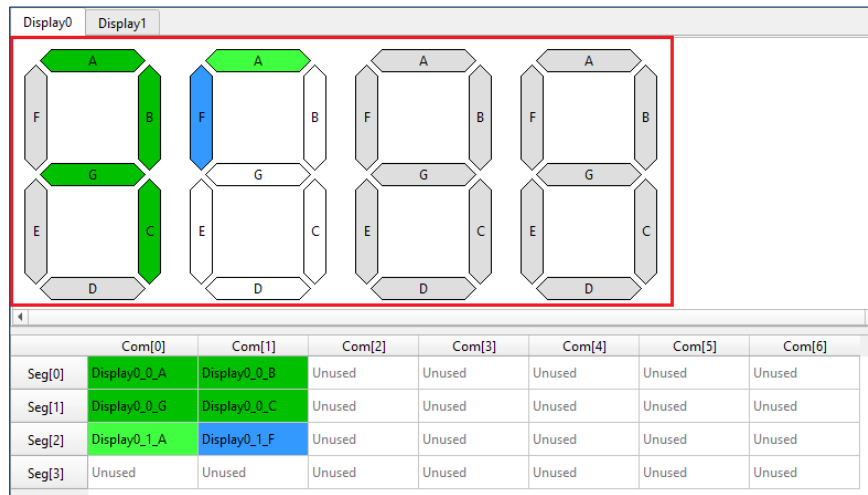 Display0 Display1
A A A A
F B F B F B F B
G G G G
E C E C E C E C
D D D D
Com[0] Com[1] Com[2] Com[3] Com[4] Com[5] Com[6]
Seg[0] Display0_0_A Display0_0_B Unused Unused Unused Unused Unused
Seg[1] Display0_0_G Display0_0_C Unused Unused Unused Unused Unused
Seg[2] Display0_1_A Display0_1_F Unused Unused Unused Unused Unused
Seg[3] Unused Unused Unused Unused Unused Unused Unused